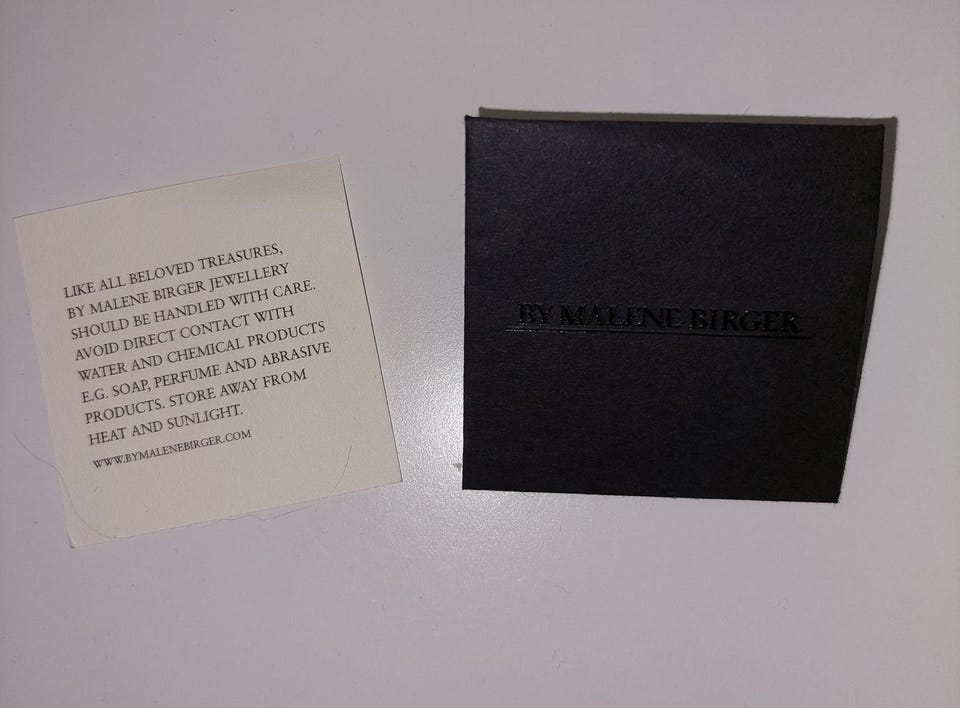 LIKE ALL BELOVED TREASURES,
BY MALENE BIRGER JEWELLERY
SHOULD BE HANDLED WITH CARE.
AVOID DIRECT CONTACT WITH
WATER AND CHEMICAL PRODUCTS
E.G. SOAP, PERFUME AND ABRASIVE
PRODUCTS. STORE AWAY FROM
HEAT AND SUNLIGHT.
WWW.BYMALENEBIRGER.COM
BY MALENE BIRGER